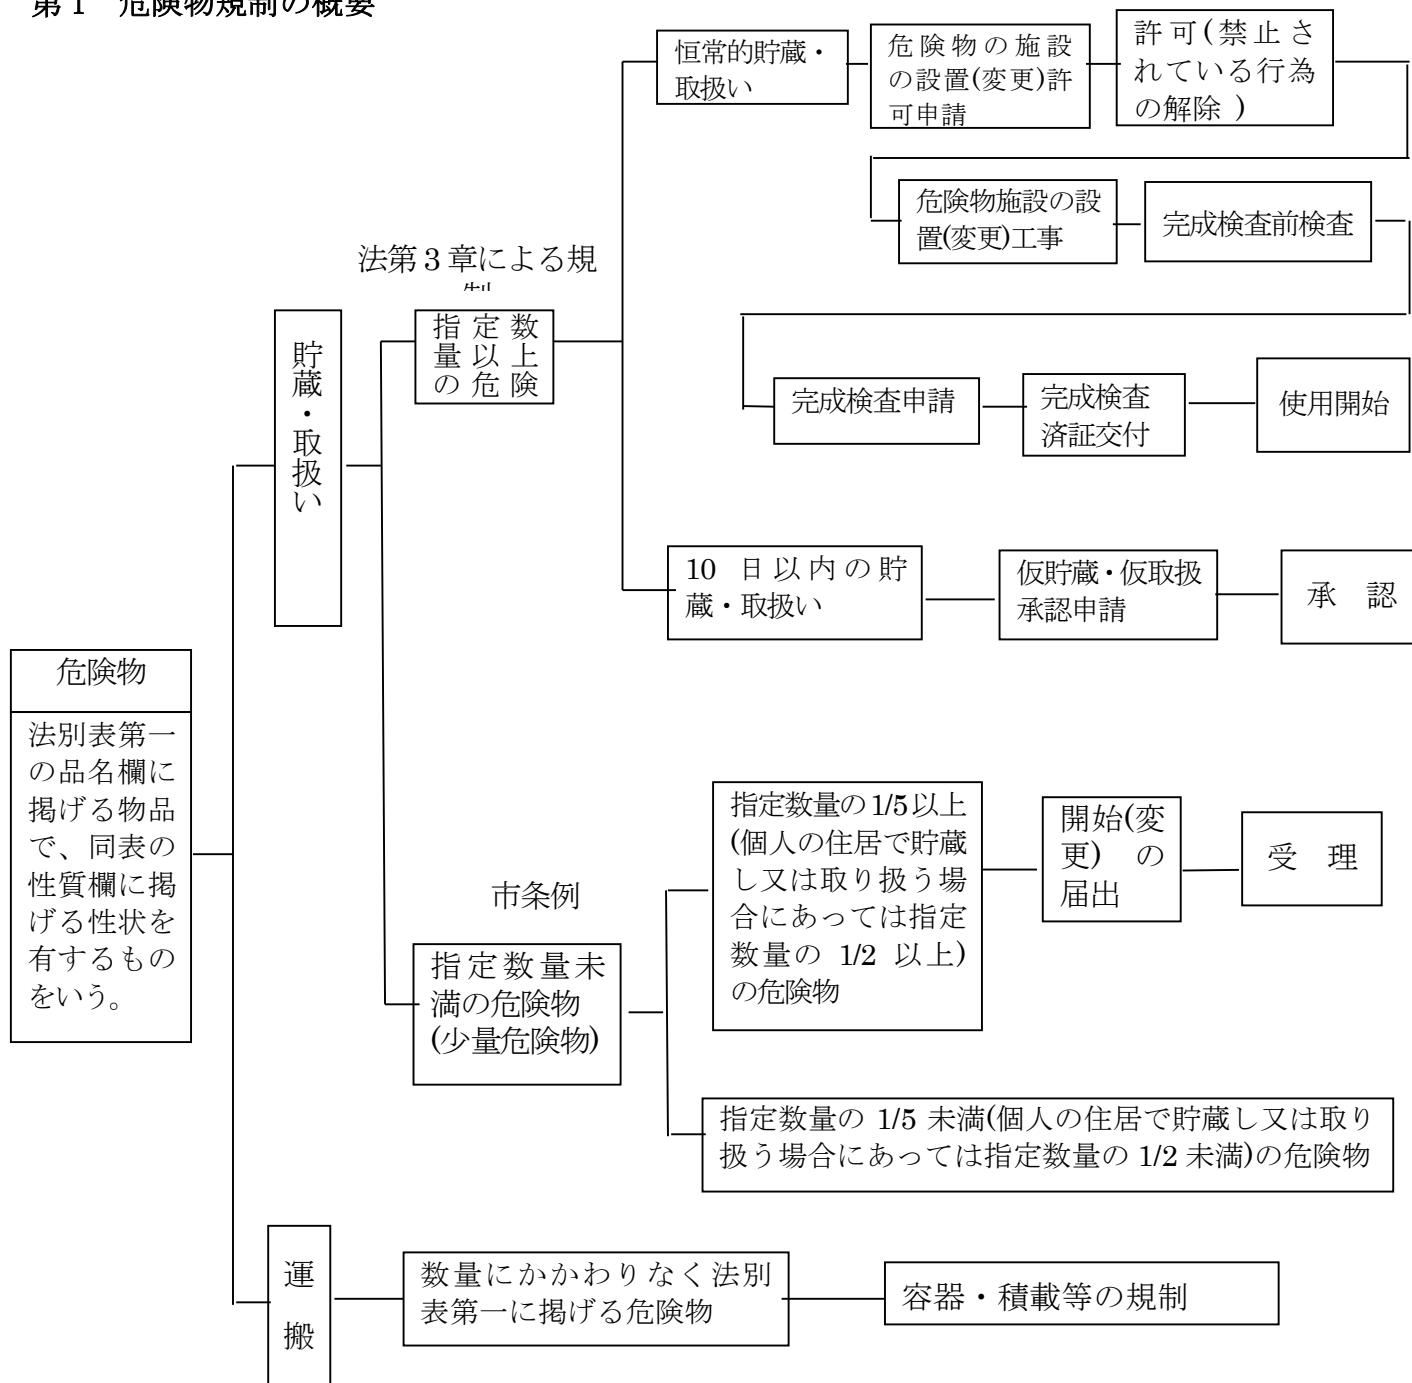 第1 危険物規制の概要
恒常的貯蔵・
取扱い
危険物の施設
の設置(変更)許
可申請
許可(禁止さ
れている行為
の解除 )
危険物施設の設
置(変更)工事
完成検査前検査
法第3章による規
指定数
量以上
の危険
貯蔵・取扱い
完成検査申請
完成検査
済証交付
使用開始
10 日以内の貯
蔵・取扱い
仮貯蔵・仮取扱
承認申請
承 認
危険物
法別表第一
の品名欄に
掲げる物品
で、同表の
性質欄に掲
げる性状を
有するもの
をいう。
市条例
指定数量未
満の危険物
(少量危険物)
指定数量の1/5以上
(個人の住居で貯蔵
し又は取り扱う場
合にあっては指定
数量の 1/2 以上)
の危険物
開始(変
更) の
届出
受 理
指定数量の 1/5 未満(個人の住居で貯蔵し又は取り
扱う場合にあっては指定数量の 1/2 未満)の危険物
運搬
数量にかかわりなく法別
表第一に掲げる危険物
容器・積載等の規制